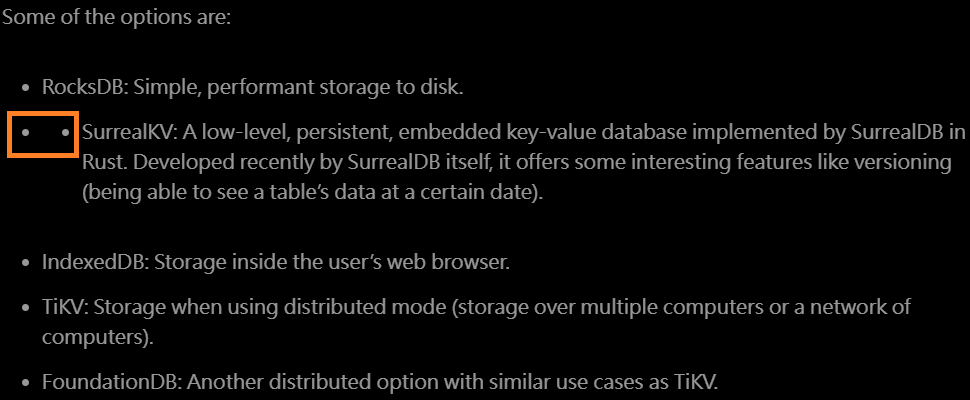 Some of the options are:
• RocksDB: Simple, performant storage to disk.
• • SurrealKV: A low-level, persistent, embedded key-value database implemented by SurrealDB in
Rust. Developed recently by SurrealDB itself, it offers some interesting features like versioning
(being able to see a table’s data at a certain date).
• IndexedDB: Storage inside the user’s web browser.
• TiKV: Storage when using distributed mode (storage over multiple computers or a network of
computers).
• FoundationDB: Another distributed option with similar use cases as TiKV.